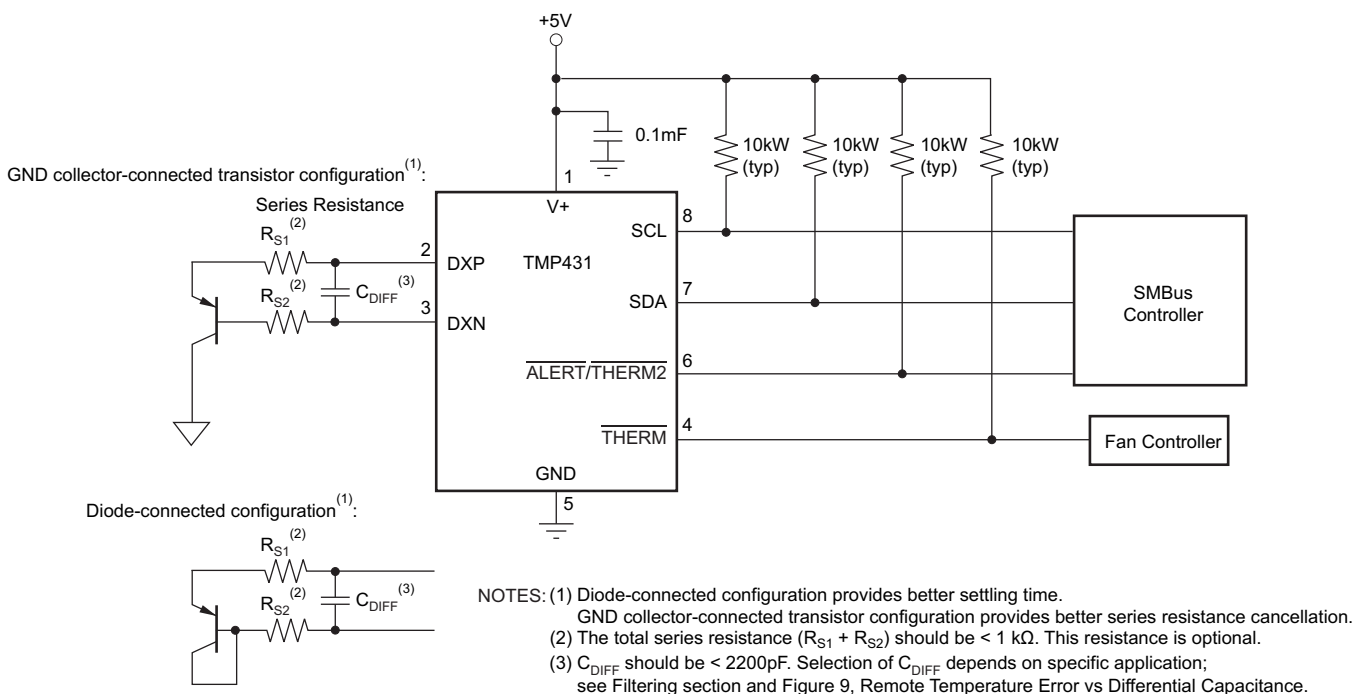 +5V
0.1mF
10kW
(typ)
10kW
(typ)
10kW
(typ)
10kW
(typ)
GND collector-connected transistor configuration(1):
Series Resistance
RS1(2)
RS2(2)
CDIFF(3)
1
V+
2
DXP
3
DXN
TMP431
8
SCL
7
SDA
6
ALERT/THERM2
4
THERM
GND
5
SMBus
Controller
Fan Controller
Diode-connected configuration(1):
RS1(2)
RS2(2)
CDIFF(3)
NOTES: (1) Diode-connected configuration provides better settling time.
GND collector-connected transistor configuration provides better series resistance cancellation.
(2) The total series resistance (RS1 + RS2) should be < 1 kΩ. This resistance is optional.
(3) CDIFF should be < 2200pF. Selection of CDIFF depends on specific application;
see Filtering section and Figure 9, Remote Temperature Error vs Differential Capacitance.